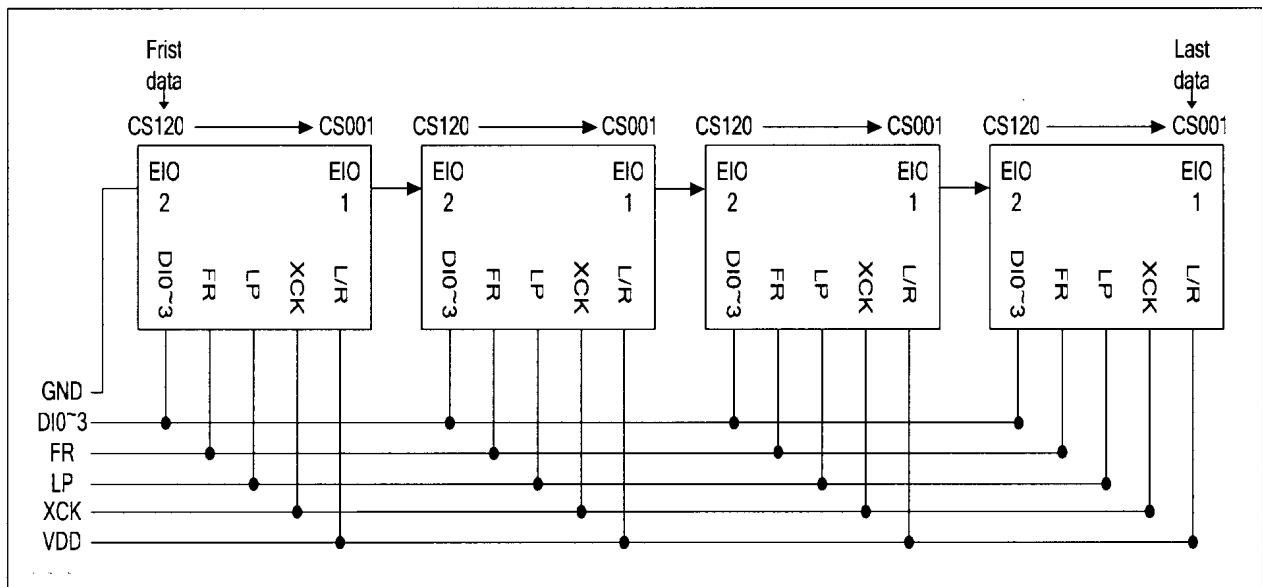 Frist Last
data data
CS120 CS001 CS120 CS001 CS120 CS001 CS120 CS001
EIO EIO EIO EIO EIO EIO EIO EIO
2 1 2 1 2 1 2 1
DI0~3 FR LP XCK L/R DI0~3 FR LP XCK L/R DI0~3 FR LP XCK L/R DI0~3 FR LP XCK L/R
GND
DI0~3
FR
LP
XCK
VDD